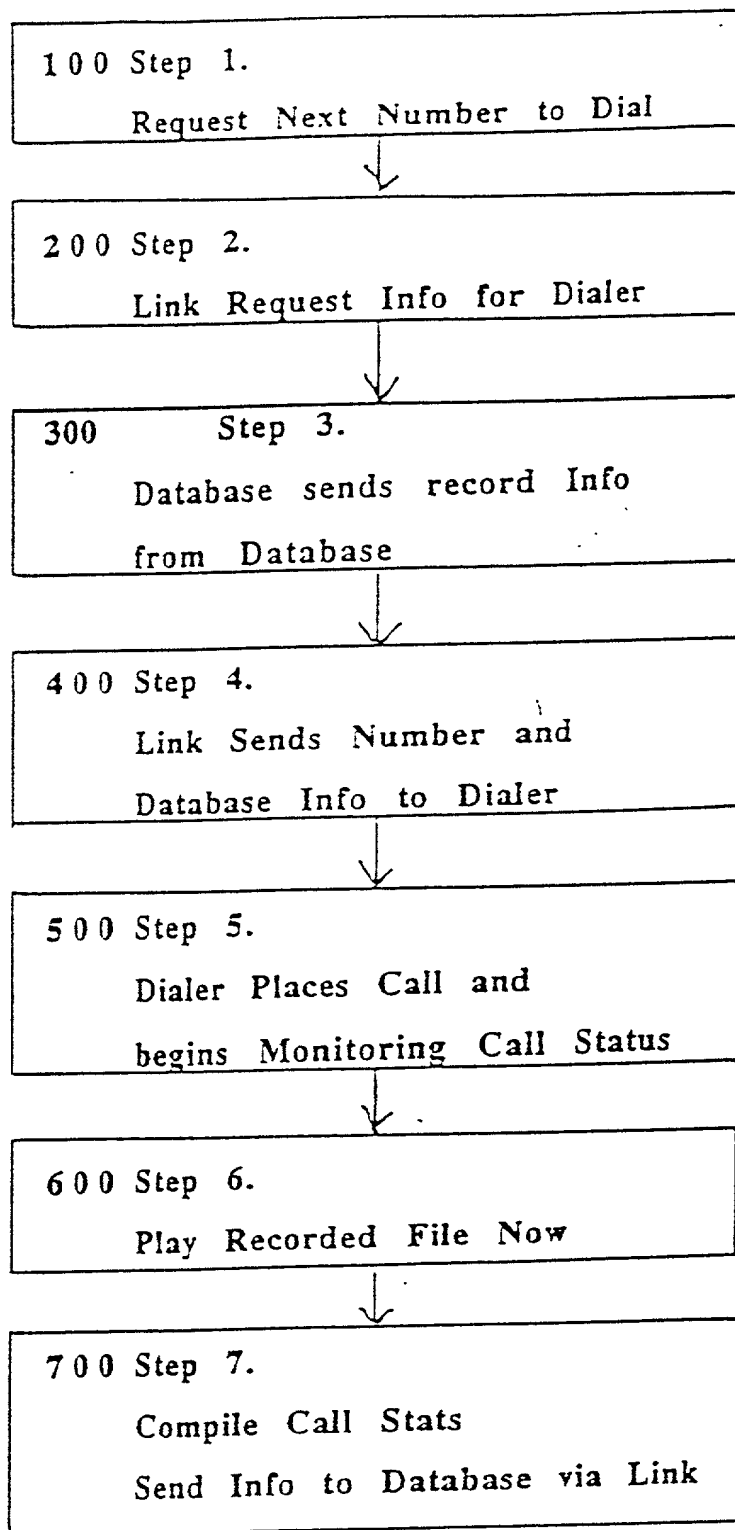 100 Step 1.
Request Next Number to Dial
200 Step 2.
Link Request Info for Dialer
300 Step 3.
Database sends record Info
from Database
400 Step 4.
Link Sends Number and
Database Info to Dialer
500 Step 5.
Dialer Places Call and
begins Monitoring Call Status
600 Step 6.
Play Recorded File Now
700 Step 7.
Compile Call Stats
Send Info to Database via Link